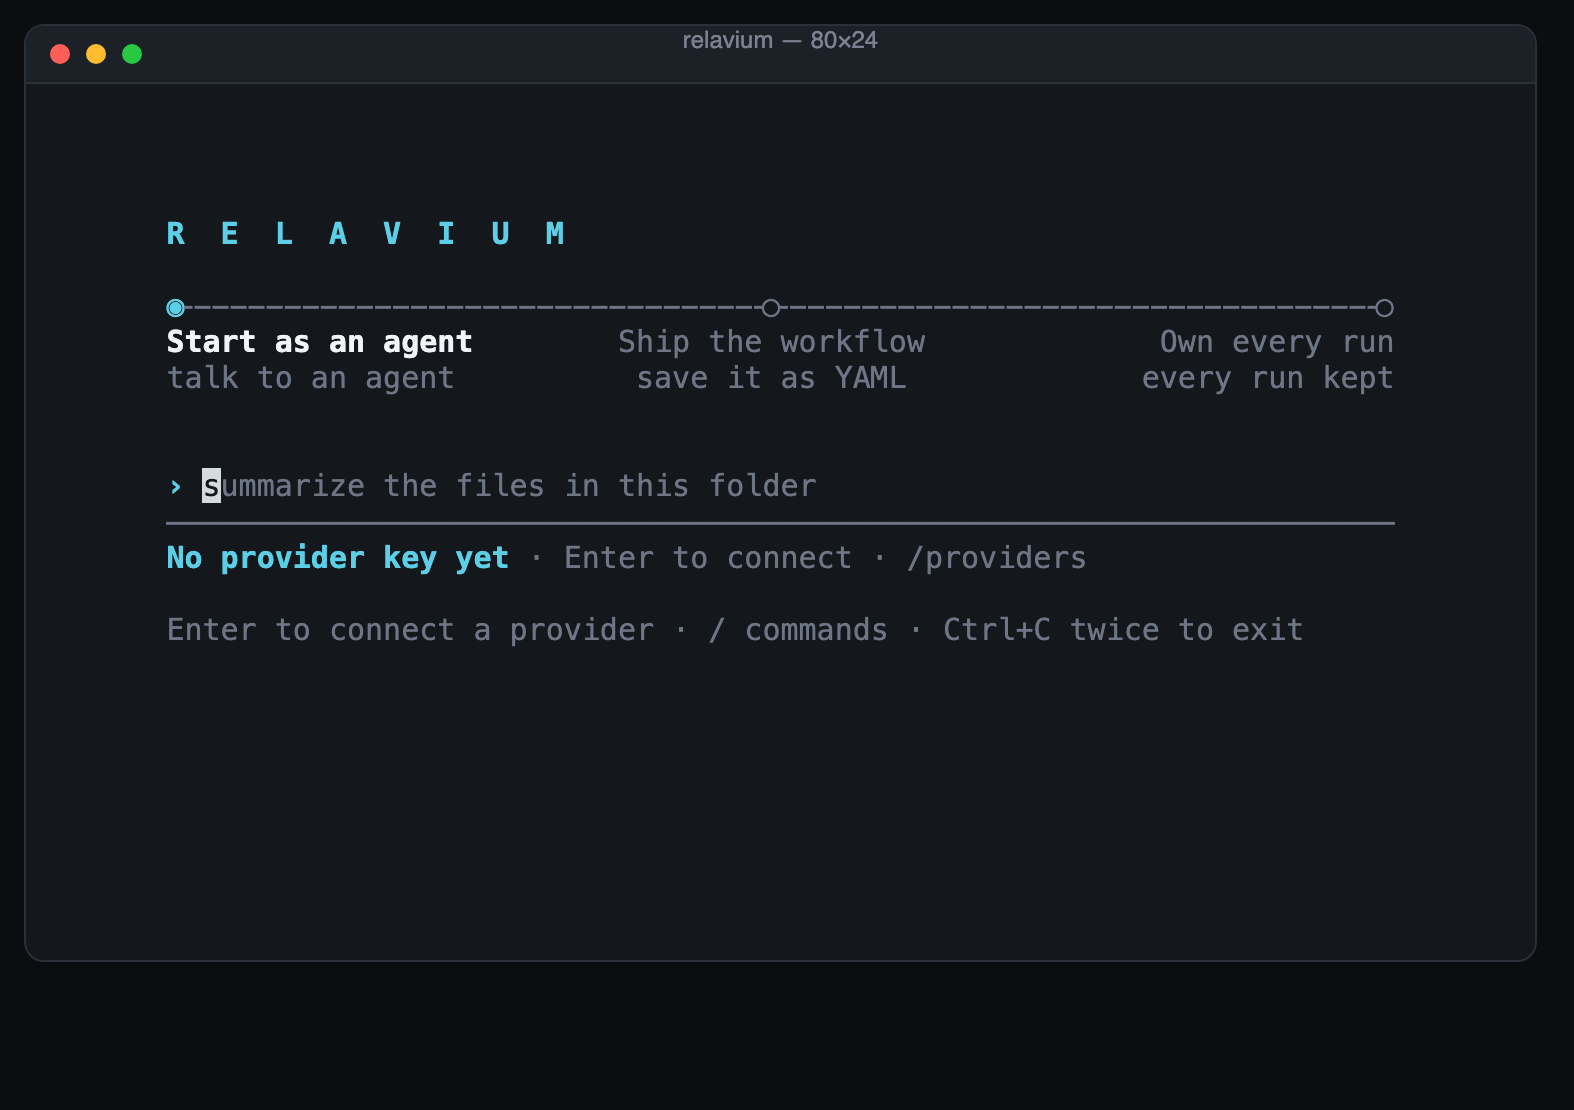 relavium — 80×24
R E L A V I U M
Start as an agent Ship the workflow Own every run
talk to an agent save it as YAML every run kept
› summarize the files in this folder
No provider key yet · Enter to connect · /providers
Enter to connect a provider · / commands · Ctrl+C twice to exit